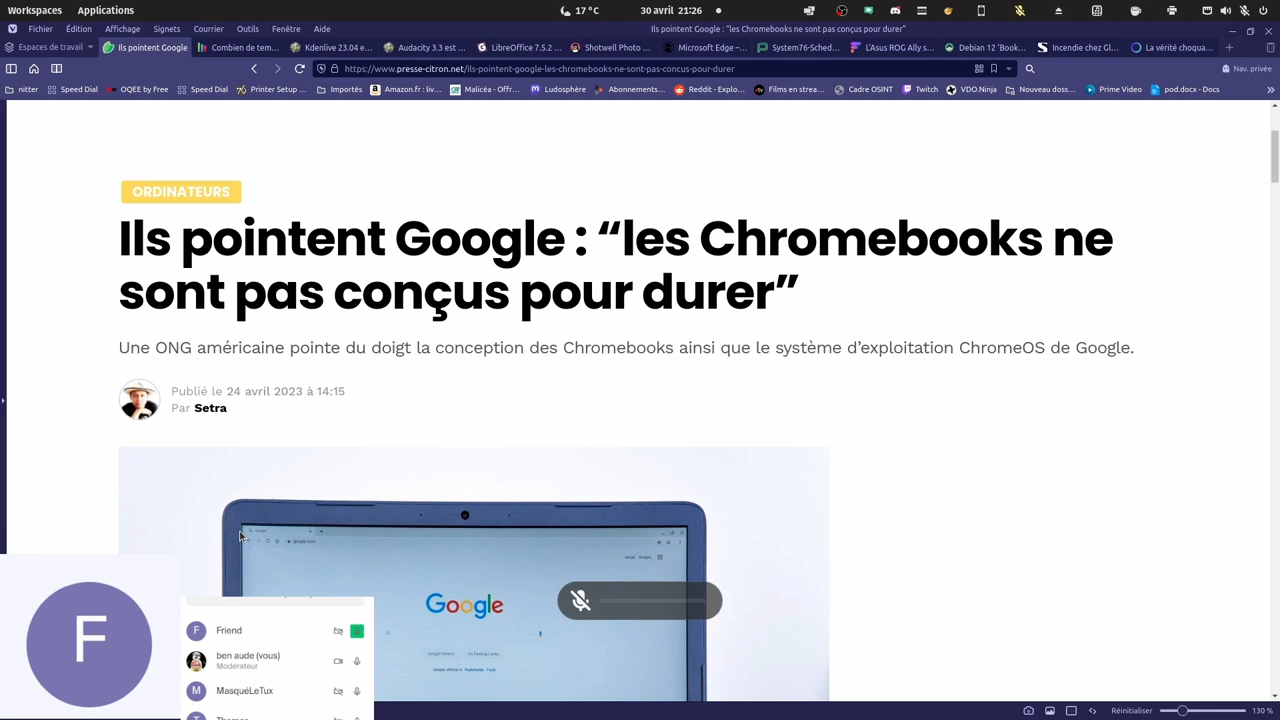 Workspaces Applications
7 °C 30 avril 21:26
Fichier Édition Affichage Signets Courrier Outils Fenêtre Aide
Ils pointent Google : "les Chromebooks ne sont pas conçus pour durer"
Espaces de travail Ils pointent Google Combien de tem... Kdenlive 23.04 e... Audacity 3.3 est ... LibreOffice 7.5.2 ... Shotwell Photo ... Microsoft Edge –... System76-Sched... L'Asus ROG Ally s... Debian 12 'Book... Incendie chez Gl... La vérité choqua...
https://www.presse-citron.net/ils-pointent-google-les-chromebooks-ne-sont-pas-concus-pour-durer
Nav. privée
nitter Speed Dial OQEE by Free Speed Dial Printer Setup ... Importés Amazon.fr : liv... Malicéa - Offr... Ludosphère Abonnements... Reddit - Explo... Films en strea... Cadre OSINT Twitch VDO.Ninja Nouveau doss... Prime Video pod.docx - Docs
ORDINATEURS
Ils pointent Google : “les Chromebooks ne
sont pas conçus pour durer”
Une ONG américaine pointe du doigt la conception des Chromebooks ainsi que le système d’exploitation ChromeOS de Google.
Publié le 24 avril 2023 à 14:15
Par Setra
Google
google.com
Google
F
F Friend
ben aude (vous)
Modérateur
M MasquéLeTux
Réinitialiser 130 %